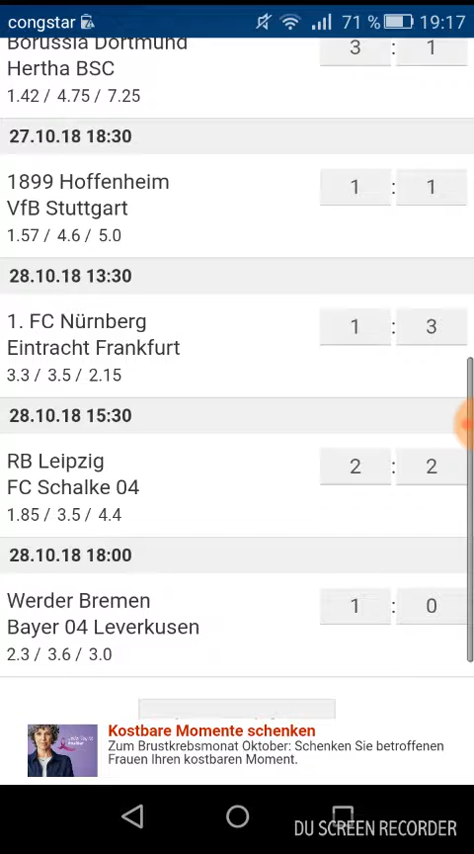 congstar
71 % 19:17
Borussia Dortmund 3 : 1
Hertha BSC
1.42 / 4.75 / 7.25
27.10.18 18:30
1899 Hoffenheim 1 : 1
VfB Stuttgart
1.57 / 4.6 / 5.0
28.10.18 13:30
1. FC Nürnberg 1 : 3
Eintracht Frankfurt
3.3 / 3.5 / 2.15
28.10.18 15:30
RB Leipzig 2 : 2
FC Schalke 04
1.85 / 3.5 / 4.4
28.10.18 18:00
Werder Bremen 1 : 0
Bayer 04 Leverkusen
2.3 / 3.6 / 3.0
Kostbare Momente schenken
Zum Brustkrebsmonat Oktober: Schenken Sie betroffenen
Frauen Ihren kostbaren Moment.
DU SCREEN RECORDER